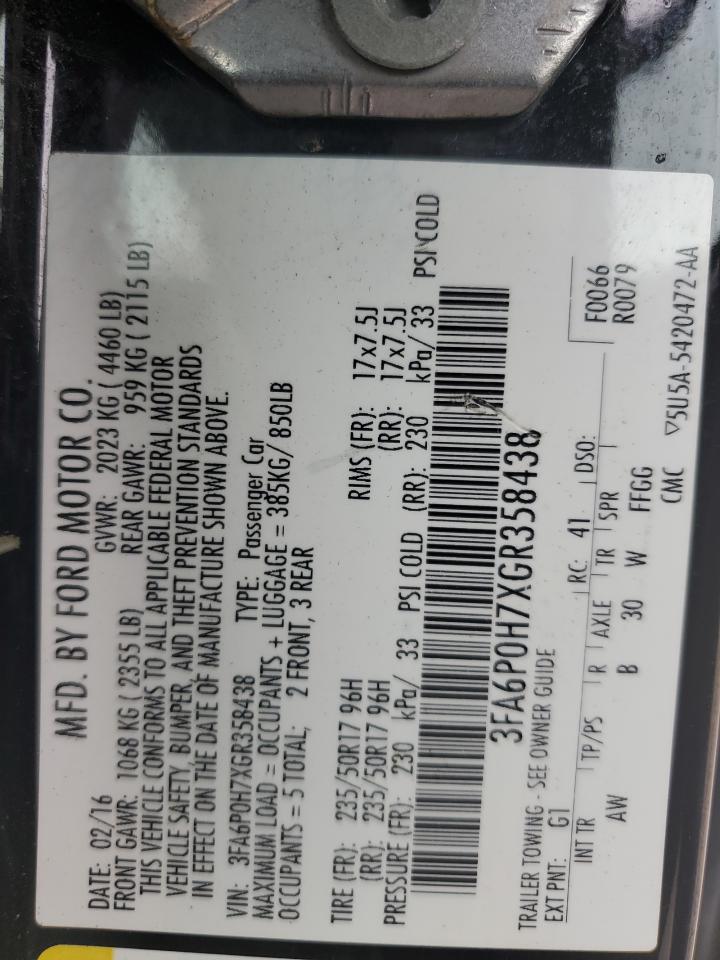 MFD. BY FORD MOTOR CO.
DATE: 02/16 GVWR: 2023 KG ( 4460 LB)
FRONT GAWR: 1068 KG ( 2355 LB) REAR GAWR: 959 KG ( 2115 LB)
THIS VEHICLE CONFORMS TO ALL APPLICABLE FEDERAL MOTOR
VEHICLE SAFETY, BUMPER, AND THEFT PREVENTION STANDARDS
IN EFFECT ON THE DATE OF MANUFACTURE SHOWN ABOVE.
VIN: 3FA6P0H7XGR358438 TYPE: Passenger Car
MAXIMUM LOAD = OCCUPANTS + LUGGAGE = 385KG/ 850LB
OCCUPANTS = 5 TOTAL; 2 FRONT, 3 REAR
TIRE (FR): 235/50R17 96H RIMS (FR): 17x7.5J
(RR): 235/50R17 96H (RR): 17x7.5J
PRESSURE (FR): 230 kPa/ 33 PSI COLD (RR): 230 kPa/ 33 PSI COLD
3FA6P0H7XGR358438
TRAILER TOWING - SEE OWNER GUIDE
EXT PNT: G1 RC: 41 DSO: F0066
R0079
INT TR TP/PS R AXLE TR SPR
AW B 30 W FFGG
CMC ▽5U5A-5420472-AA